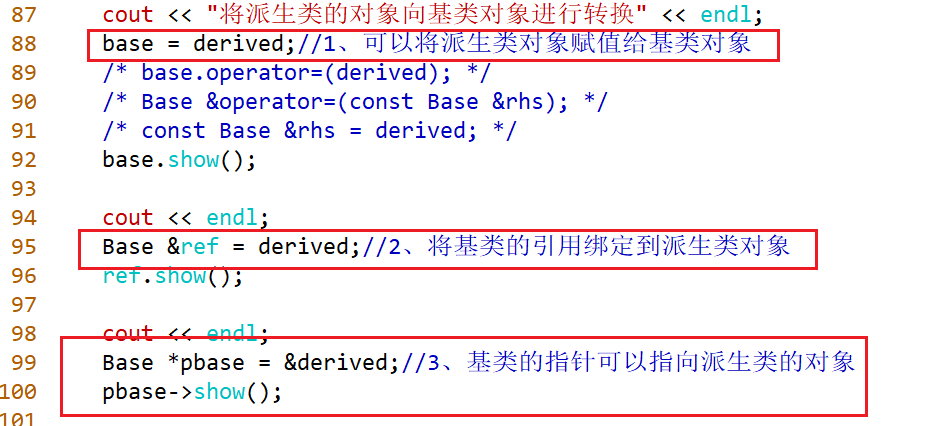 87 cout << "将派生类的对象向基类对象进行转换" << endl;
88 base = derived;//1、可以将派生类对象赋值给基类对象
89 /* base.operator=(derived); */
90 /* Base &operator=(const Base &rhs); */
91 /* const Base &rhs = derived; */
92 base.show();
93
94 cout << endl;
95 Base &ref = derived;//2、将基类的引用绑定到派生类对象
96 ref.show();
97
98 cout << endl;
99 Base *pbase = &derived;//3、基类的指针可以指向派生类的对象
100 pbase->show();
101